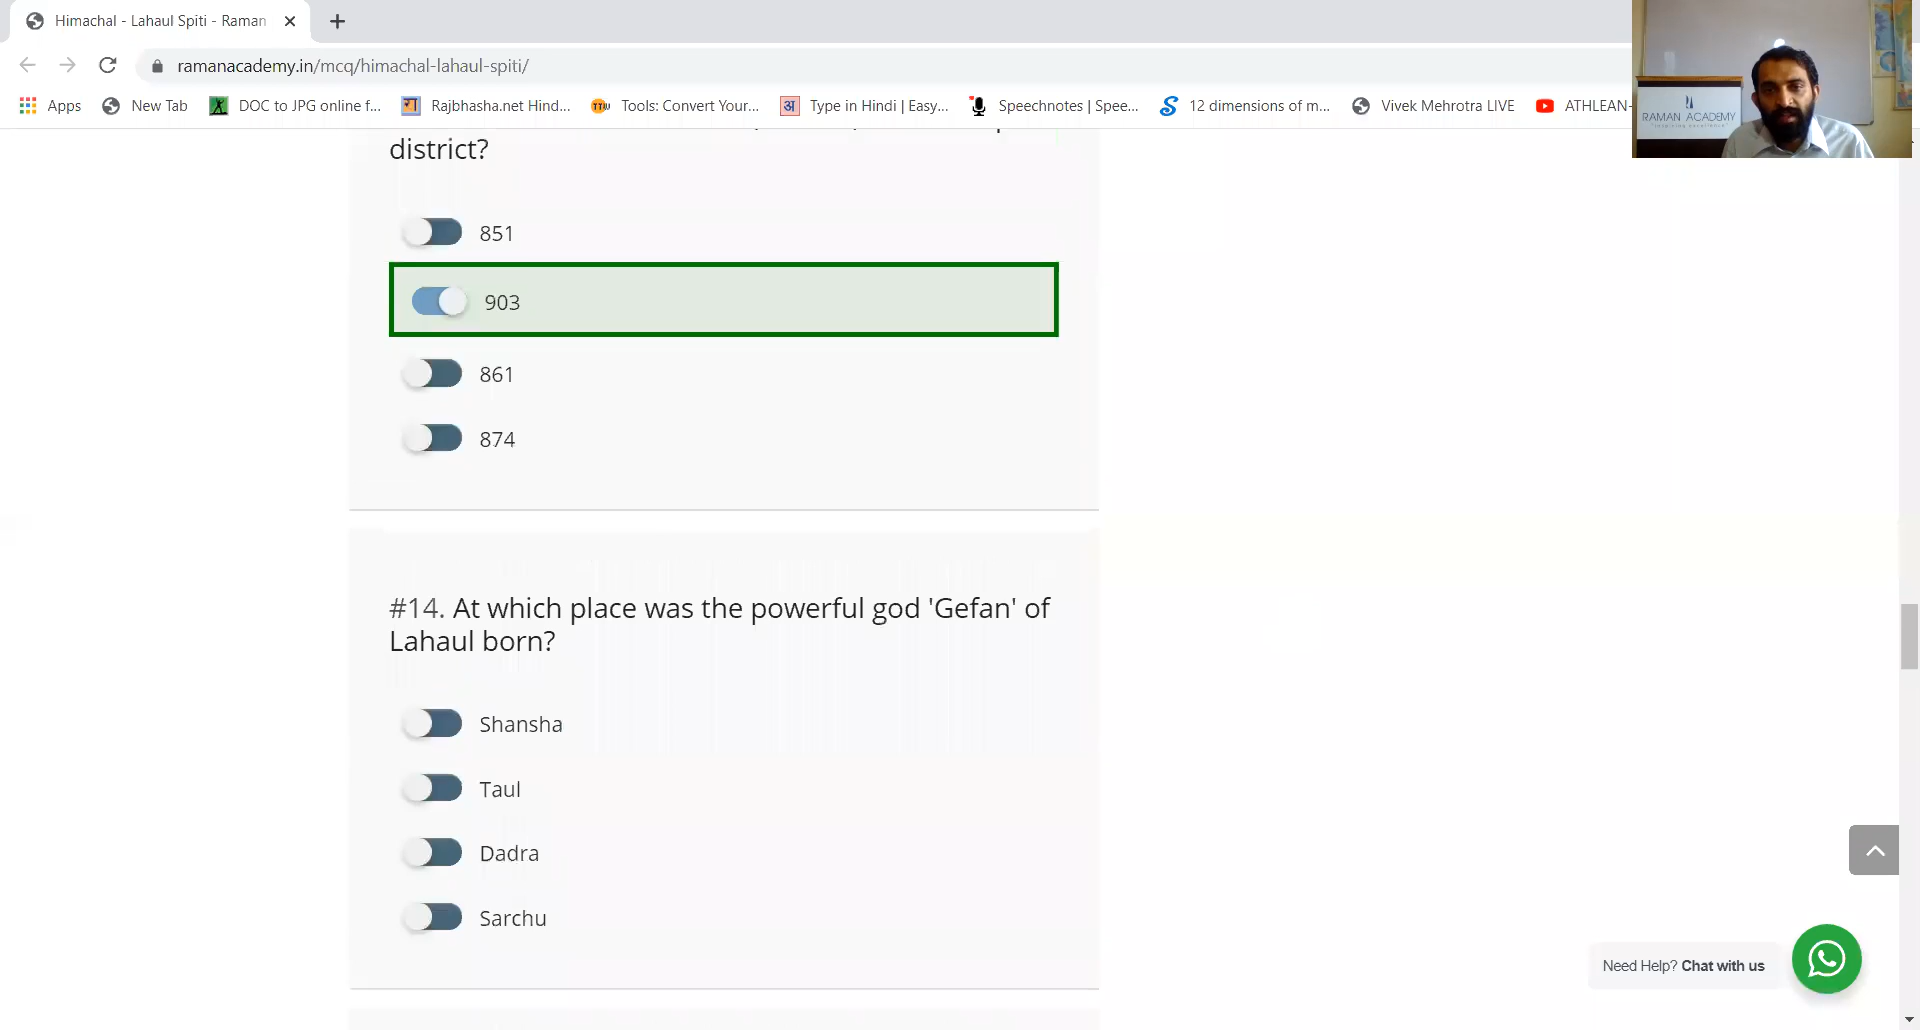 Himachal - Lahaul Spiti - Raman
ramanacademy.in/mcq/himachal-lahaul-spiti/
Apps New Tab DOC to JPG online f... Rajbhasha.net Hind... TTW Tools: Convert Your... अ Type in Hindi | Easy... Speechnotes | Spee... 12 dimensions of m... Vivek Mehrotra LIVE ATHLEAN-
RAMAN ACADEMY
district?
851
903
861
874
#14. At which place was the powerful god 'Gefan' of
Lahaul born?
Shansha
Taul
Dadra
Sarchu
Need Help? Chat with us